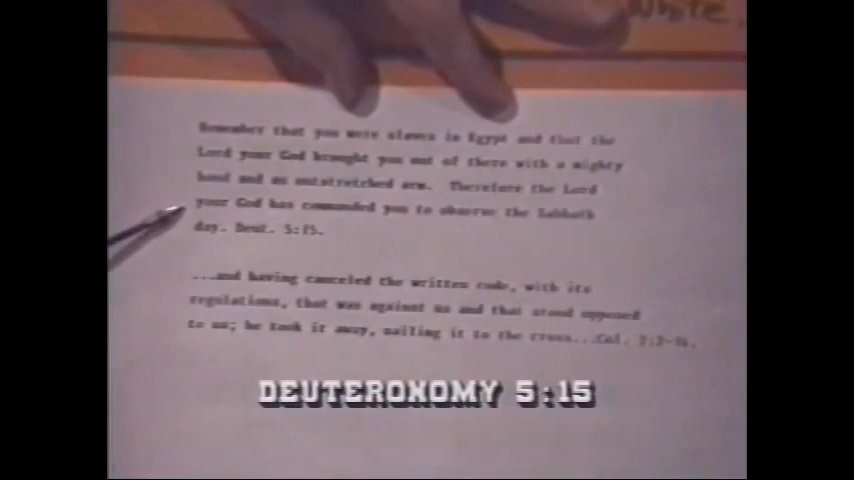 White.
Remember that you were slaves in Egypt and that the
Lord your God brought you out of there with a mighty
hand and an outstretched arm. Therefore the Lord
your God has commanded you to observe the Sabbath
day. Deut. 5:15.
...and having canceled the written code, with its
regulations, that was against us and that stood opposed
to us; he took it away, nailing it to the cross...Col.
DEUTERONOMY 5:15